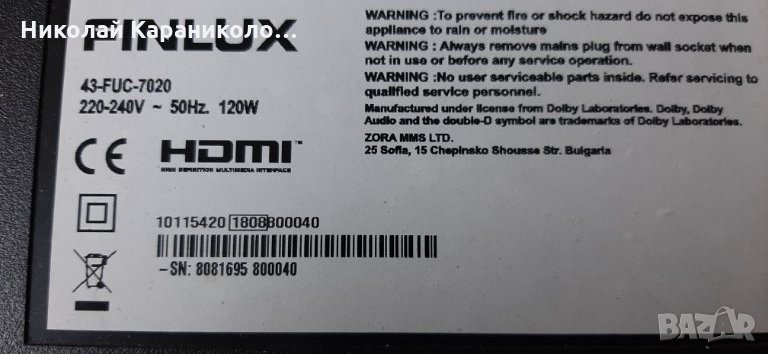 Николай Караниколо...
FINLUX
43-FUC-7020
220-240V ~ 50Hz. 120W
CE HDMI™
HIGH DEFINITION MULTIMEDIA INTERFACE
10115420 1808800040
-SN: 8081695 800040
WARNING :To prevent fire or shock hazard do not expose this
appliance to rain or moisture
WARNING : Always remove mains plug from wall socket when
not in use or before any service operation.
WARNING :No user serviceable parts inside. Refer servicing to
qualified service personnel.
Manufactured under license from Dolby Laboratories. Dolby, Dolby
Audio and the double-D symbol are trademarks of Dolby Laboratories.
ZORA MMS LTD.
25 Sofia, 15 Chepinsko Shousse Str. Bulgaria
BAZAR